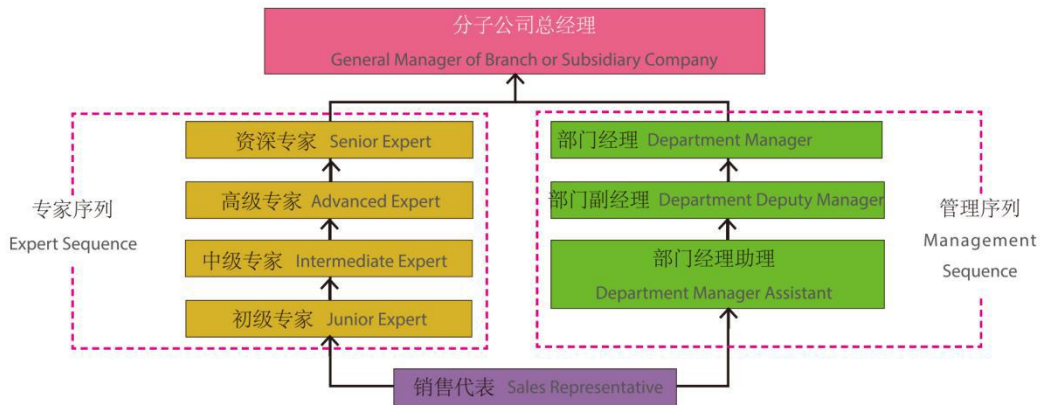 分子公司总经理
General Manager of Branch or Subsidiary Company
专家序列
Expert Sequence
资深专家 Senior Expert
高级专家 Advanced Expert
中级专家 Intermediate Expert
初级专家 Junior Expert
部门经理 Department Manager
部门副经理 Department Deputy Manager
部门经理助理
Department Manager Assistant
管理序列
Management
Sequence
销售代表 Sales Representative